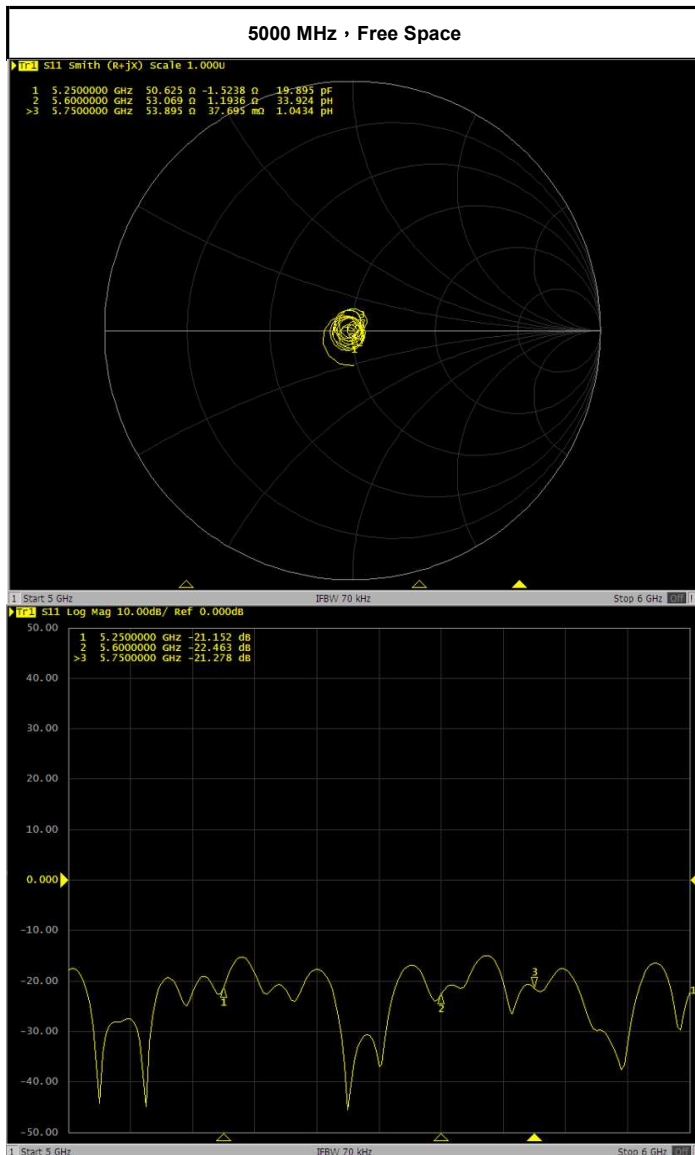 5000 MHz，Free Space
Tr1 S11 Smith (R+jX) Scale 1.000U
1 5.2500000 GHz 50.625 Ω -1.5238 Ω 19.895 pF
2 5.6000000 GHz 53.069 Ω 1.1936 Ω 33.924 pH
>3 5.7500000 GHz 53.895 Ω 37.695 mΩ 1.0434 pH
3
1
1 Start 5 GHz IFBW 70 kHz Stop 6 GHz Off !
Tr1 S11 Log Mag 10.00dB/ Ref 0.000dB
50.00
1 5.2500000 GHz -21.152 dB
2 5.6000000 GHz -22.463 dB
>3 5.7500000 GHz -21.278 dB
40.00
30.00
20.00
10.00
0.000
-10.00
-20.00
3
1
1
2
-30.00
-40.00
-50.00
1 Start 5 GHz IFBW 70 kHz Stop 6 GHz Off